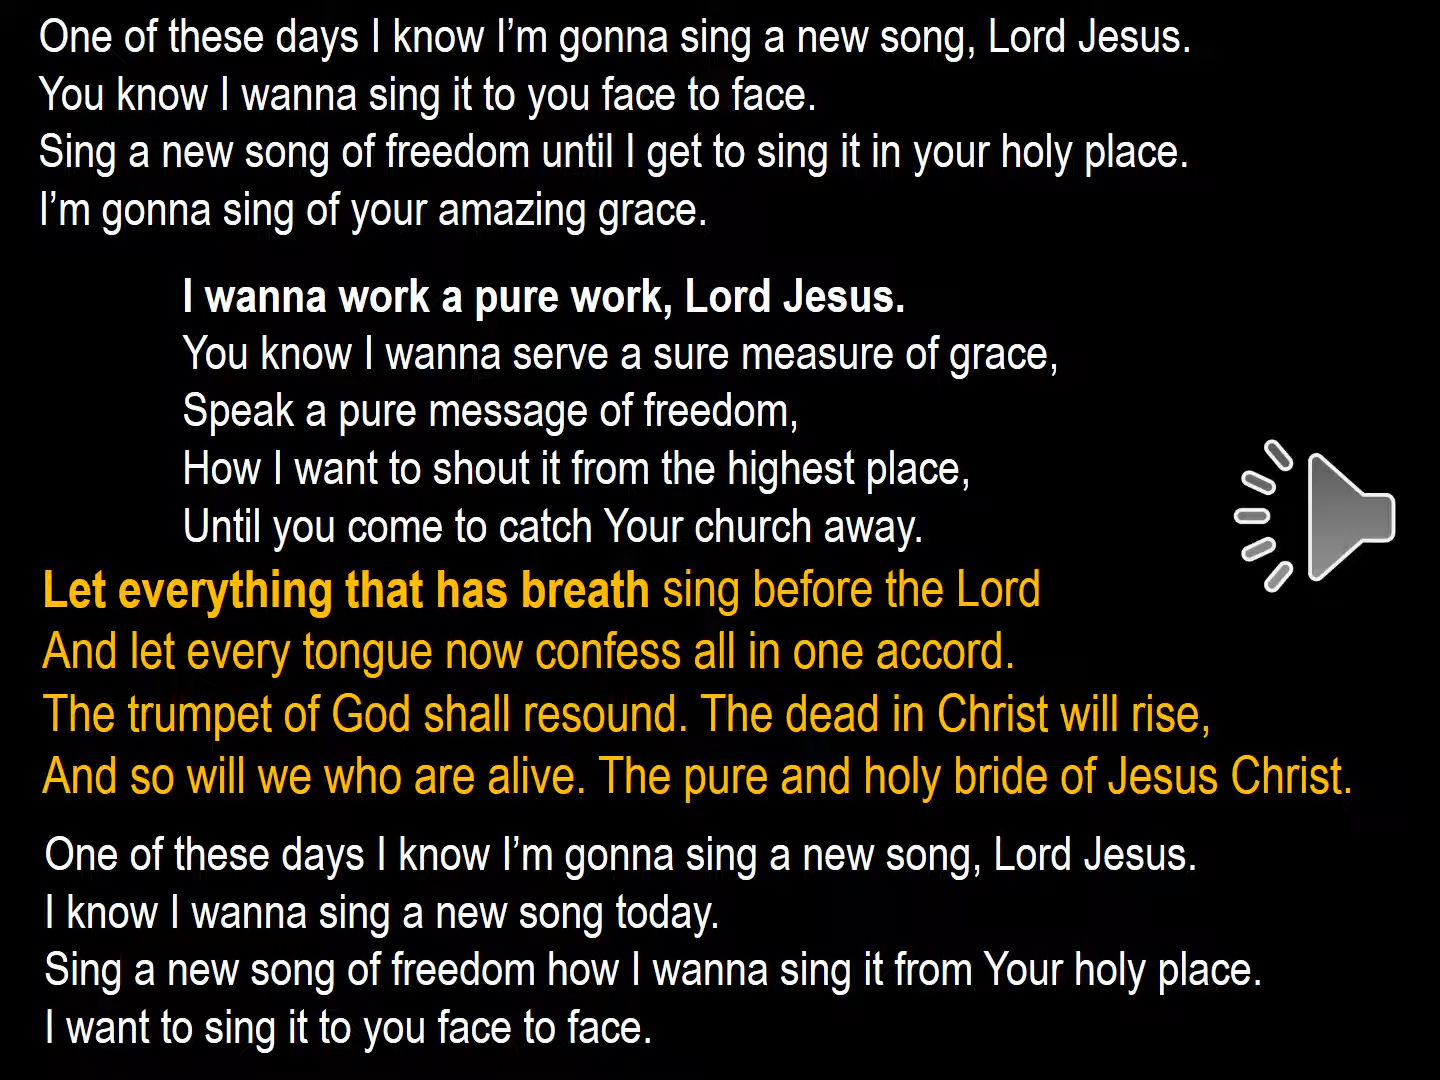 One of these days I know I’m gonna sing a new song, Lord Jesus.
You know I wanna sing it to you face to face.
Sing a new song of freedom until I get to sing it in your holy place.
I’m gonna sing of your amazing grace.
I wanna work a pure work, Lord Jesus.
You know I wanna serve a sure measure of grace,
Speak a pure message of freedom,
How I want to shout it from the highest place,
Until you come to catch Your church away.
Let everything that has breath sing before the Lord
And let every tongue now confess all in one accord.
The trumpet of God shall resound. The dead in Christ will rise,
And so will we who are alive. The pure and holy bride of Jesus Christ.
One of these days I know I’m gonna sing a new song, Lord Jesus.
I know I wanna sing a new song today.
Sing a new song of freedom how I wanna sing it from Your holy place.
I want to sing it to you face to face.